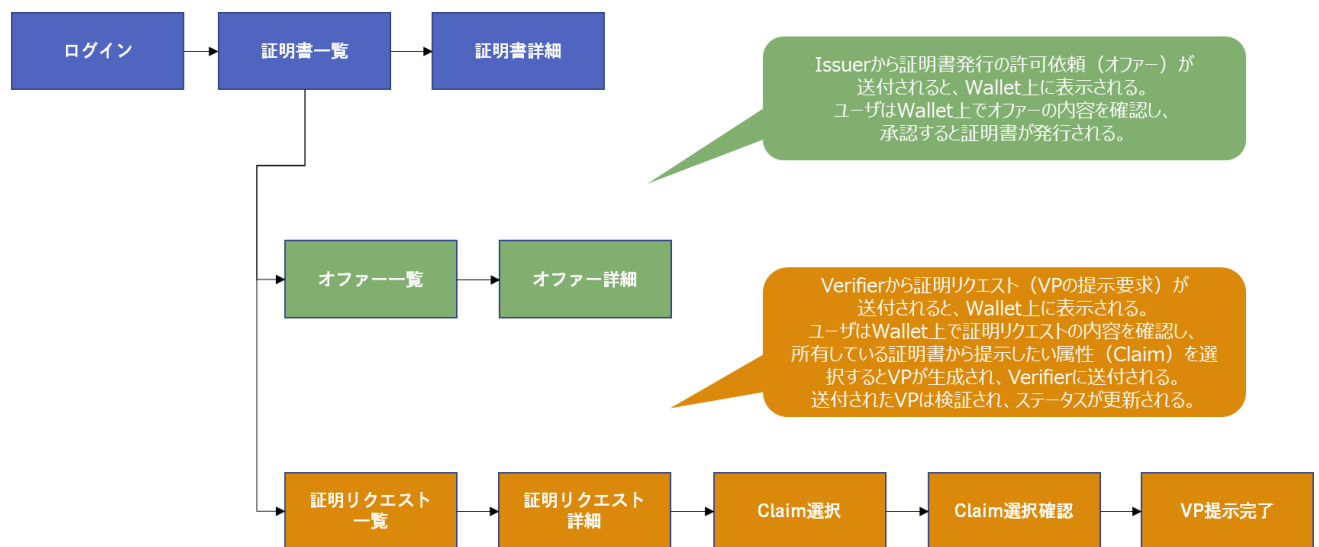 ログイン
証明書一覧
証明書詳細
Issuerから証明書発行の許可依頼（オファー）が
送付されると、Wallet上に表示される。
ユーザはWallet上でオファーの内容を確認し、
承認すると証明書が発行される。
オファー一覧
オファー詳細
Verifierから証明リクエスト（VPの提示要求）が
送付されると、Wallet上に表示される。
ユーザはWallet上で証明リクエストの内容を確認し、
所有している証明書から提示したい属性（Claim）を選
択するとVPが生成され、Verifierに送付される。
送付されたVPは検証され、ステータスが更新される。
証明リクエスト
一覧
証明リクエスト
詳細
Claim選択
Claim選択確認
VP提示完了